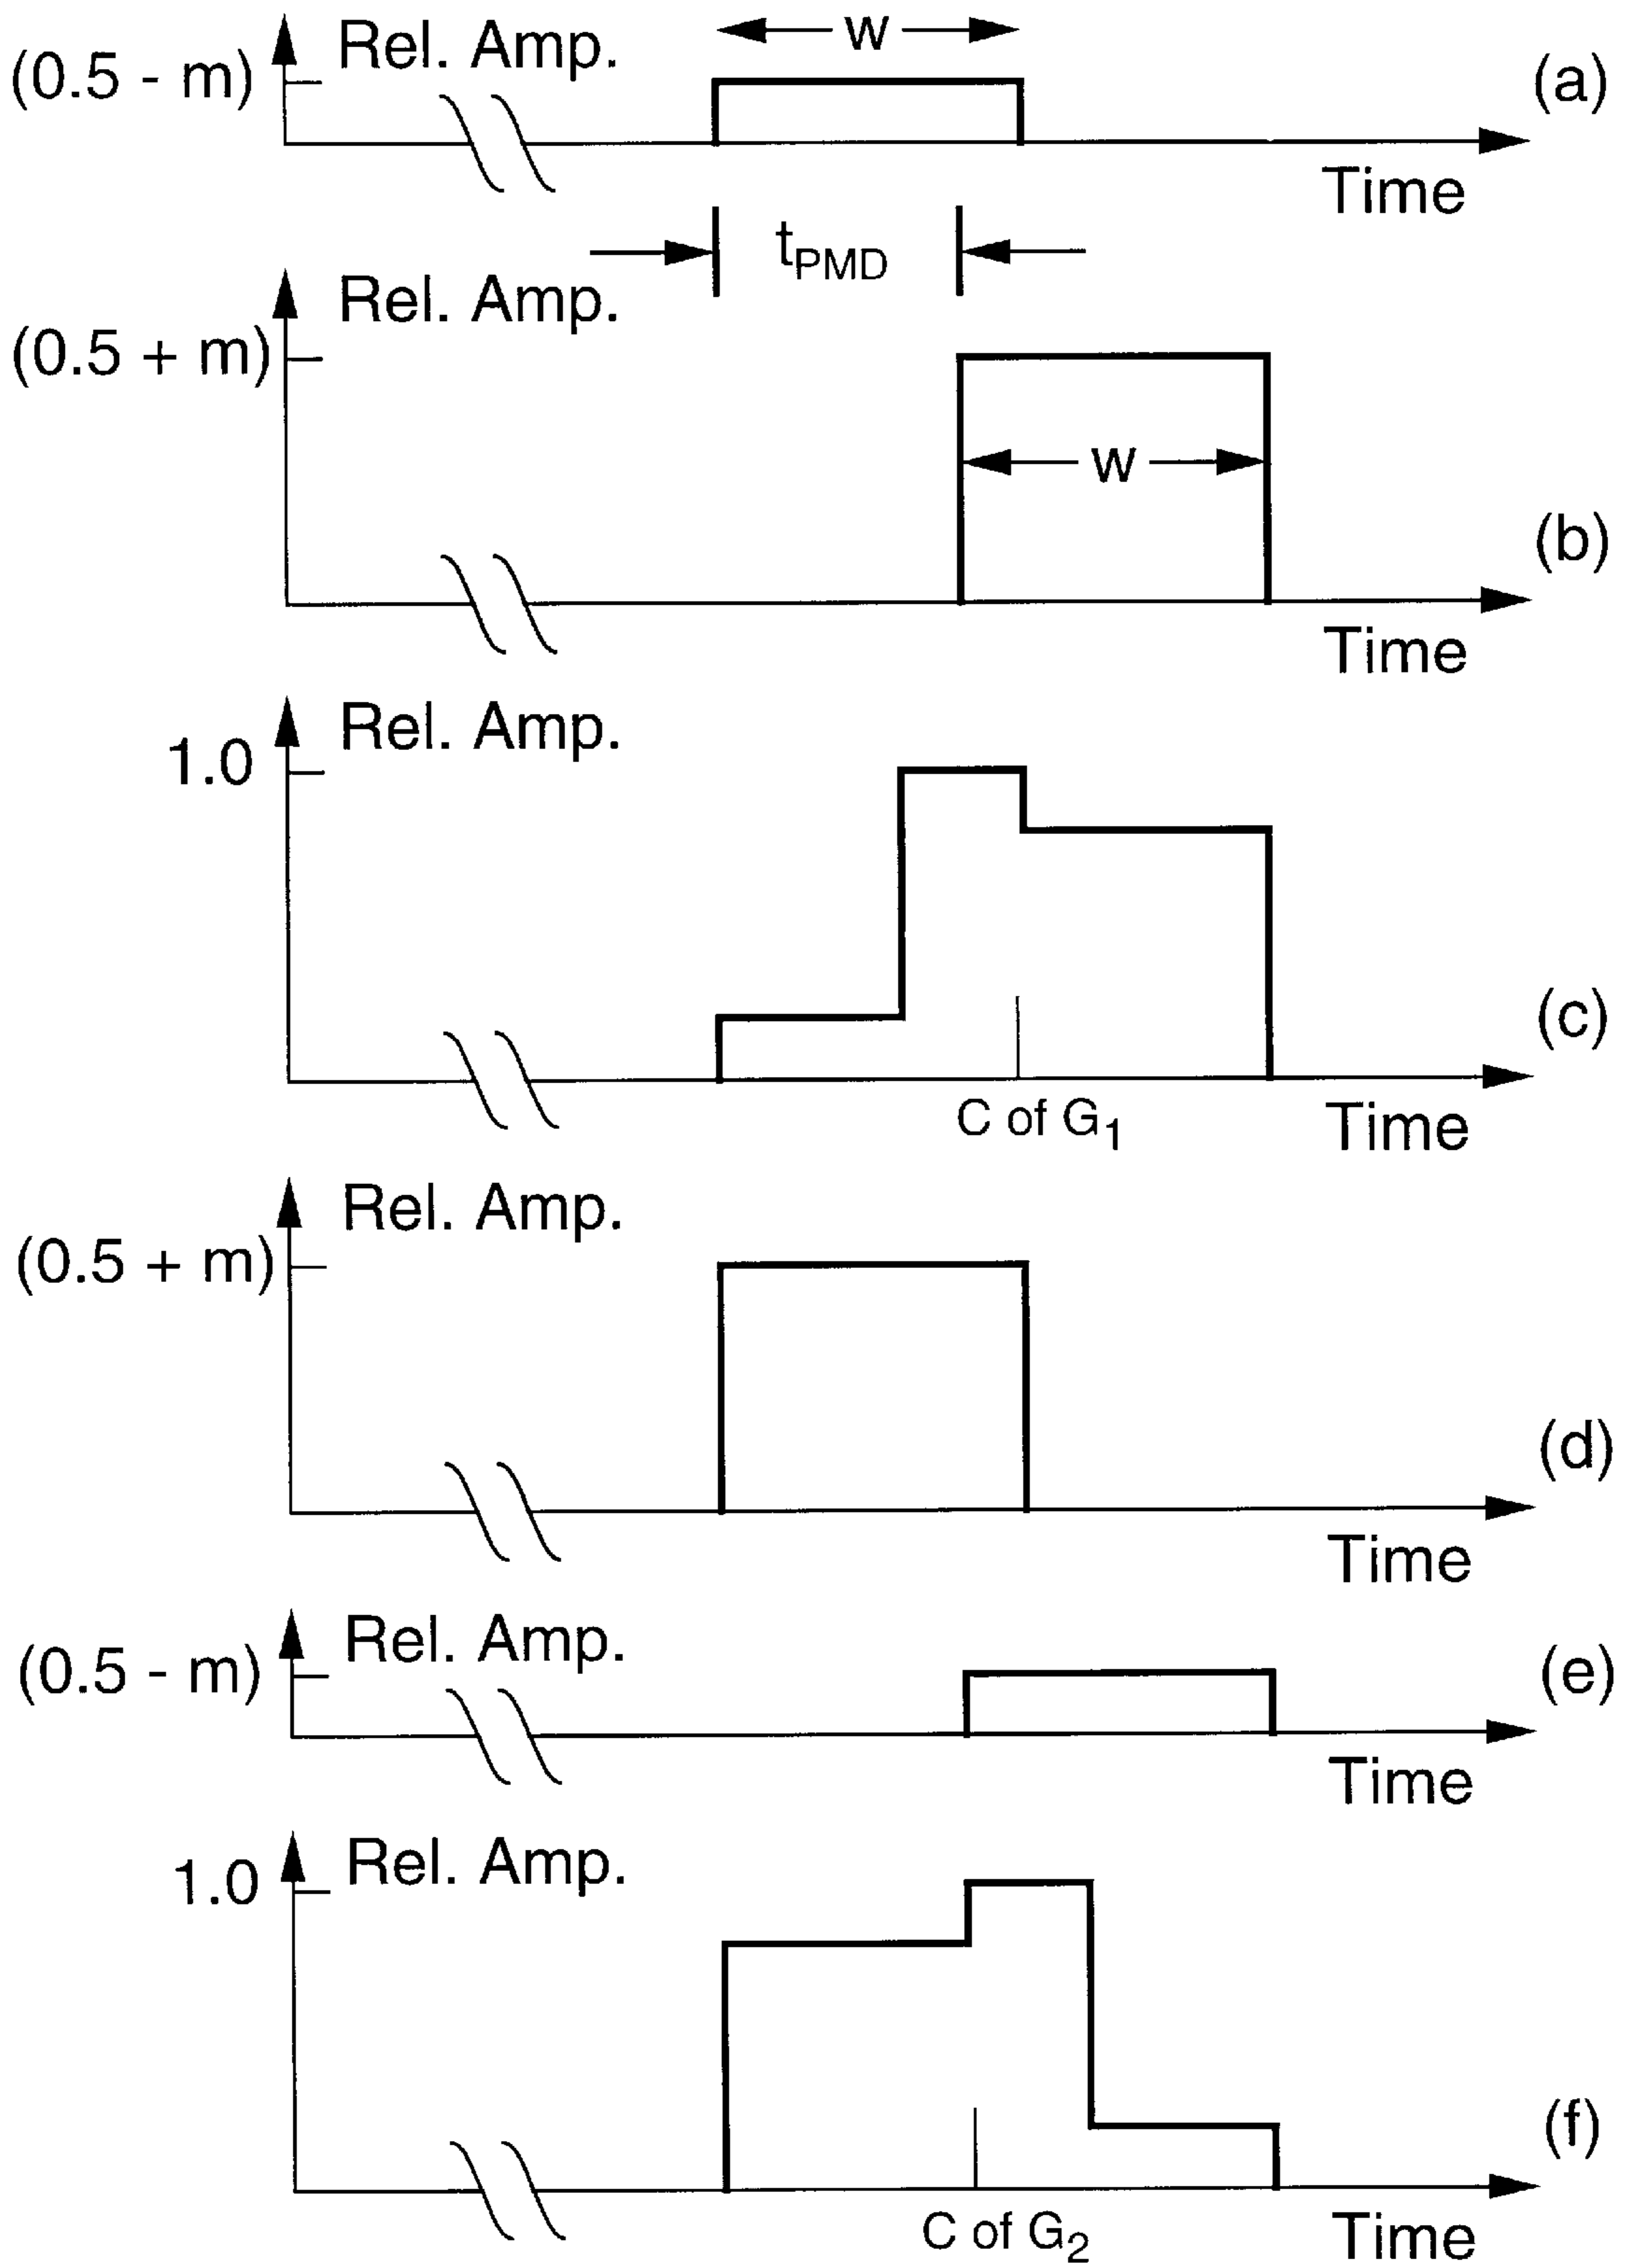 Rel. Amp.
W
(0.5 - m)
(a)
Time
tPMD
Rel. Amp.
(0.5 + m)
W
(b)
Time
Rel. Amp.
1.0
(c)
C of G1
Time
Rel. Amp.
(0.5 + m)
(d)
Time
Rel. Amp.
(0.5 - m)
(e)
Time
Rel. Amp.
1.0
(f)
C of G2
Time